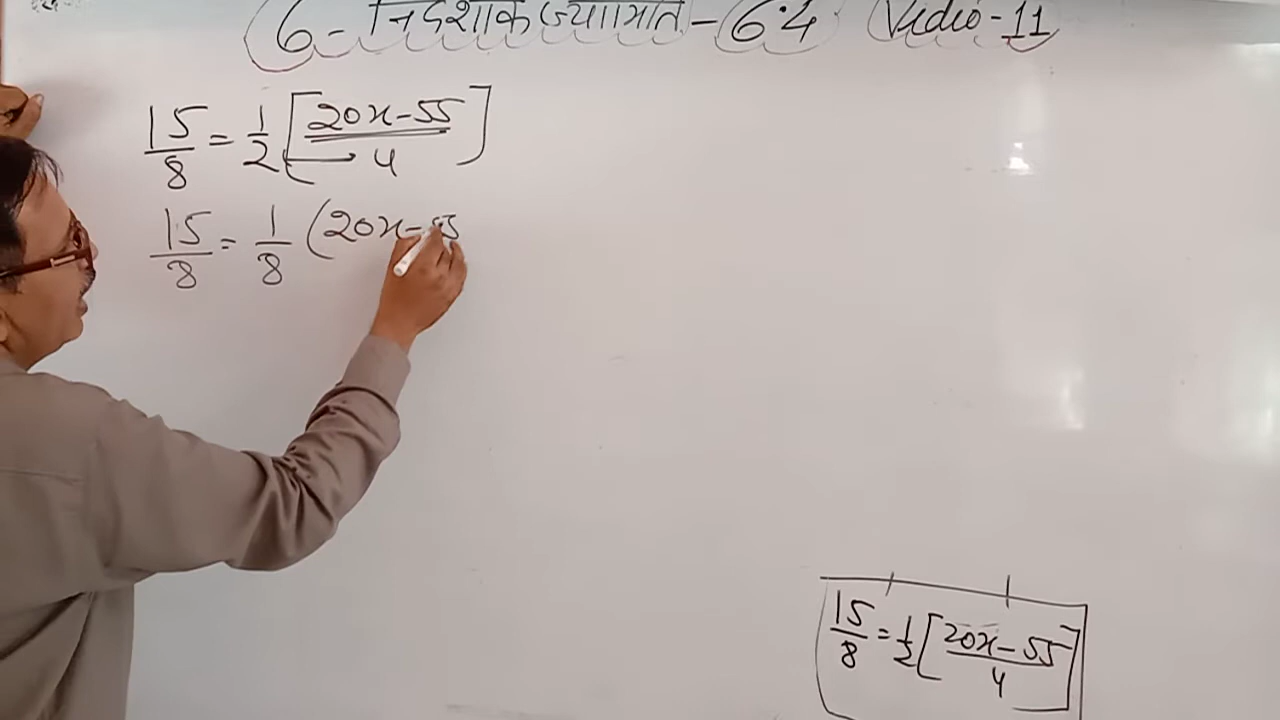 6 - निर्देशांक ज्यामिति - 6.4 Video - 11
15/8 = 1/2 [ (20x - 55)/4 ]
15/8 = 1/8 (20x - 55
15/8 = 1/2 [ (20x - 55)/4 ]